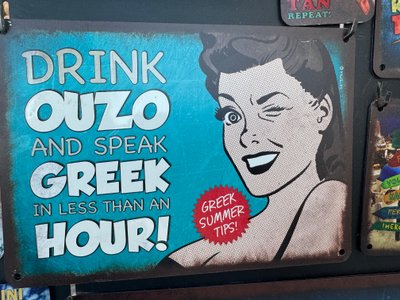 DRINK
OUZO
AND SPEAK
GREEK
IN LESS THAN AN
HOUR!
GREEK
SUMMER
TIPS!
TAN
REPEAT!